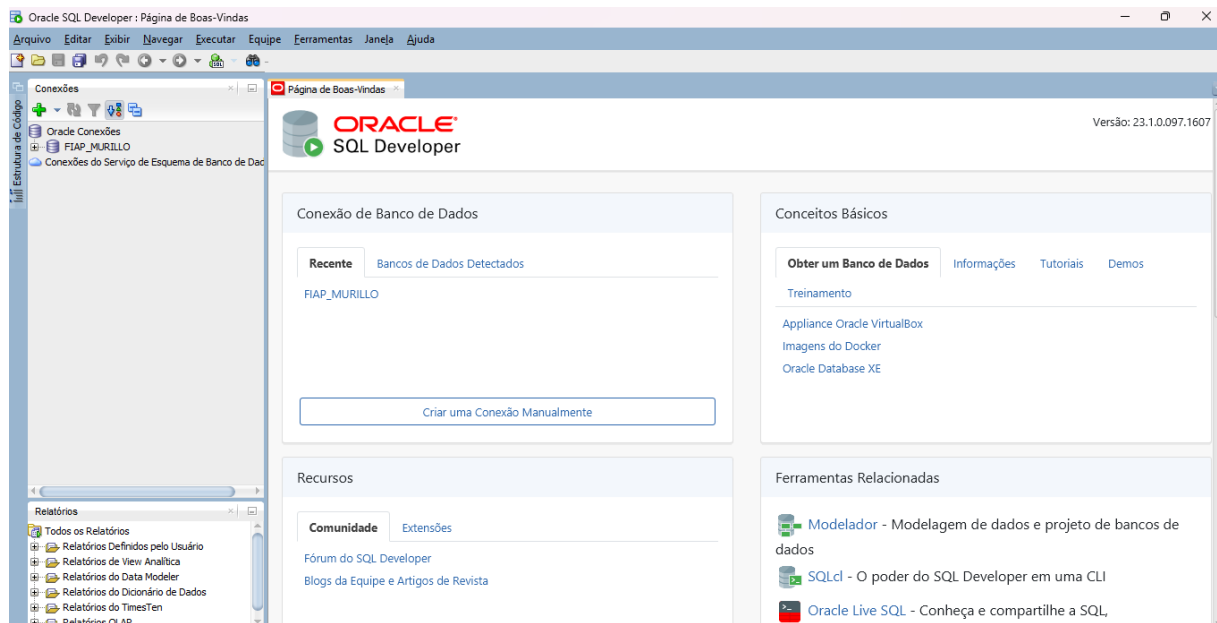 Oracle SQL Developer : Página de Boas-Vindas
Arquivo Editar Exibir Navegar Executar Equipe Ferramentas Janela Ajuda
Estrutura de Código
Conexões
Oracle Conexões
FIAP_MURILLO
Conexões do Serviço de Esquema de Banco de Dad
Relatórios
Todos os Relatórios
Relatórios Definidos pelo Usuário
Relatórios de View Analítica
Relatórios do Data Modeler
Relatórios do Dicionário de Dados
Relatórios do TimesTen
Relatórios OLAP
Página de Boas-Vindas
ORACLE
SQL Developer
Versão: 23.1.0.097.1607
Conexão de Banco de Dados
Recente Bancos de Dados Detectados
FIAP_MURILLO
Criar uma Conexão Manualmente
Conceitos Básicos
Obter um Banco de Dados Informações Tutoriais Demos
Treinamento
Appliance Oracle VirtualBox
Imagens do Docker
Oracle Database XE
Recursos
Comunidade Extensões
Fórum do SQL Developer
Blogs da Equipe e Artigos de Revista
Ferramentas Relacionadas
Modelador - Modelagem de dados e projeto de bancos de
dados
SQLcl - O poder do SQL Developer em uma CLI
Oracle Live SQL - Conheça e compartilhe a SQL,